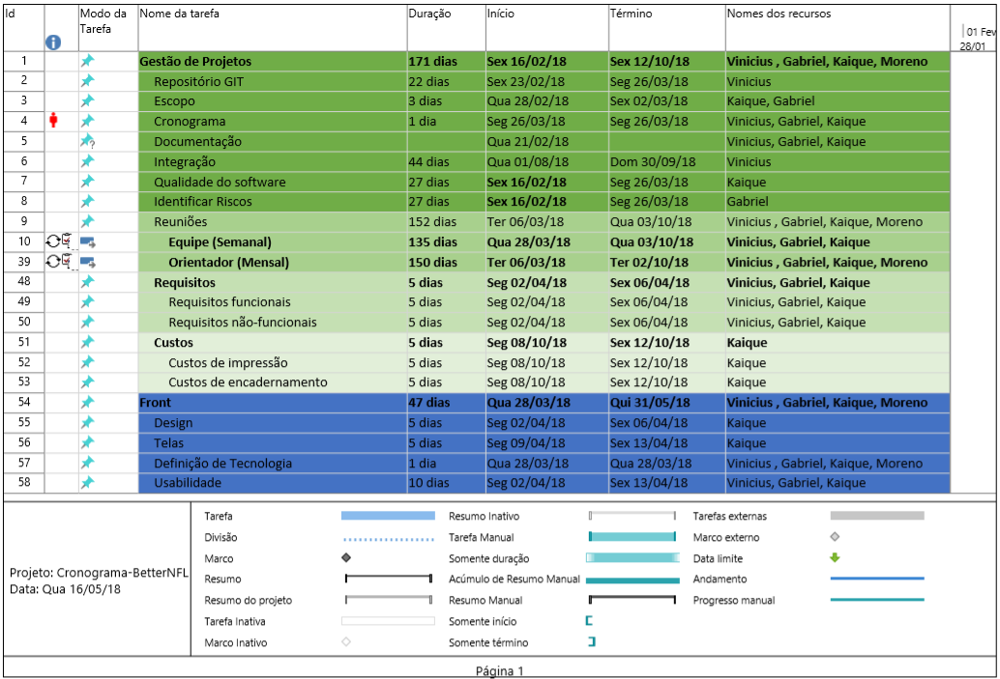 Id Modo da Tarefa Nome da tarefa Duração Início Término Nomes dos recursos
01 Fev
28/01
1 Gestão de Projetos 171 dias Sex 16/02/18 Sex 12/10/18 Vinicius , Gabriel, Kaique, Moreno
2 Repositório GIT 22 dias Sex 23/02/18 Seg 26/03/18 Vinicius
3 Escopo 3 dias Qua 28/02/18 Sex 02/03/18 Kaique, Gabriel
4 Cronograma 1 dia Seg 26/03/18 Seg 26/03/18 Vinicius, Gabriel, Kaique
5 Documentação Qua 21/02/18 Vinicius, Gabriel, Kaique
6 Integração 44 dias Qua 01/08/18 Dom 30/09/18 Vinicius
7 Qualidade do software 27 dias Sex 16/02/18 Seg 26/03/18 Kaique
8 Identificar Riscos 27 dias Sex 16/02/18 Seg 26/03/18 Gabriel
9 Reuniões 152 dias Ter 06/03/18 Qua 03/10/18 Vinicius , Gabriel, Kaique, Moreno
10 Equipe (Semanal) 135 dias Qua 28/03/18 Qua 03/10/18 Vinicius, Gabriel, Kaique
39 Orientador (Mensal) 150 dias Ter 06/03/18 Ter 02/10/18 Vinicius , Gabriel, Kaique, Moreno
48 Requisitos 5 dias Seg 02/04/18 Sex 06/04/18 Vinicius, Gabriel, Kaique
49 Requisitos funcionais 5 dias Seg 02/04/18 Sex 06/04/18 Vinicius, Gabriel, Kaique
50 Requisitos não-funcionais 5 dias Seg 02/04/18 Sex 06/04/18 Vinicius, Gabriel, Kaique
51 Custos 5 dias Seg 08/10/18 Sex 12/10/18 Kaique
52 Custos de impressão 5 dias Seg 08/10/18 Sex 12/10/18 Kaique
53 Custos de encadernamento 5 dias Seg 08/10/18 Sex 12/10/18 Kaique
54 Front 47 dias Qua 28/03/18 Qui 31/05/18 Vinicius , Gabriel, Kaique, Moreno
55 Design 5 dias Seg 02/04/18 Sex 06/04/18 Kaique
56 Telas 5 dias Seg 09/04/18 Sex 13/04/18 Kaique
57 Definição de Tecnologia 1 dia Qua 28/03/18 Qua 28/03/18 Vinicius , Gabriel, Kaique, Moreno
58 Usabilidade 10 dias Seg 02/04/18 Sex 13/04/18 Vinicius, Gabriel, Kaique
Projeto: Cronograma-BetterNFL
Data: Qua 16/05/18
Tarefa Resumo Inativo Tarefas externas
Divisão Tarefa Manual Marco externo
Marco Somente duração Data limite
Resumo Acúmulo de Resumo Manual Andamento
Resumo do projeto Resumo Manual Progresso manual
Tarefa Inativa Somente início
Marco Inativo Somente término
Página 1